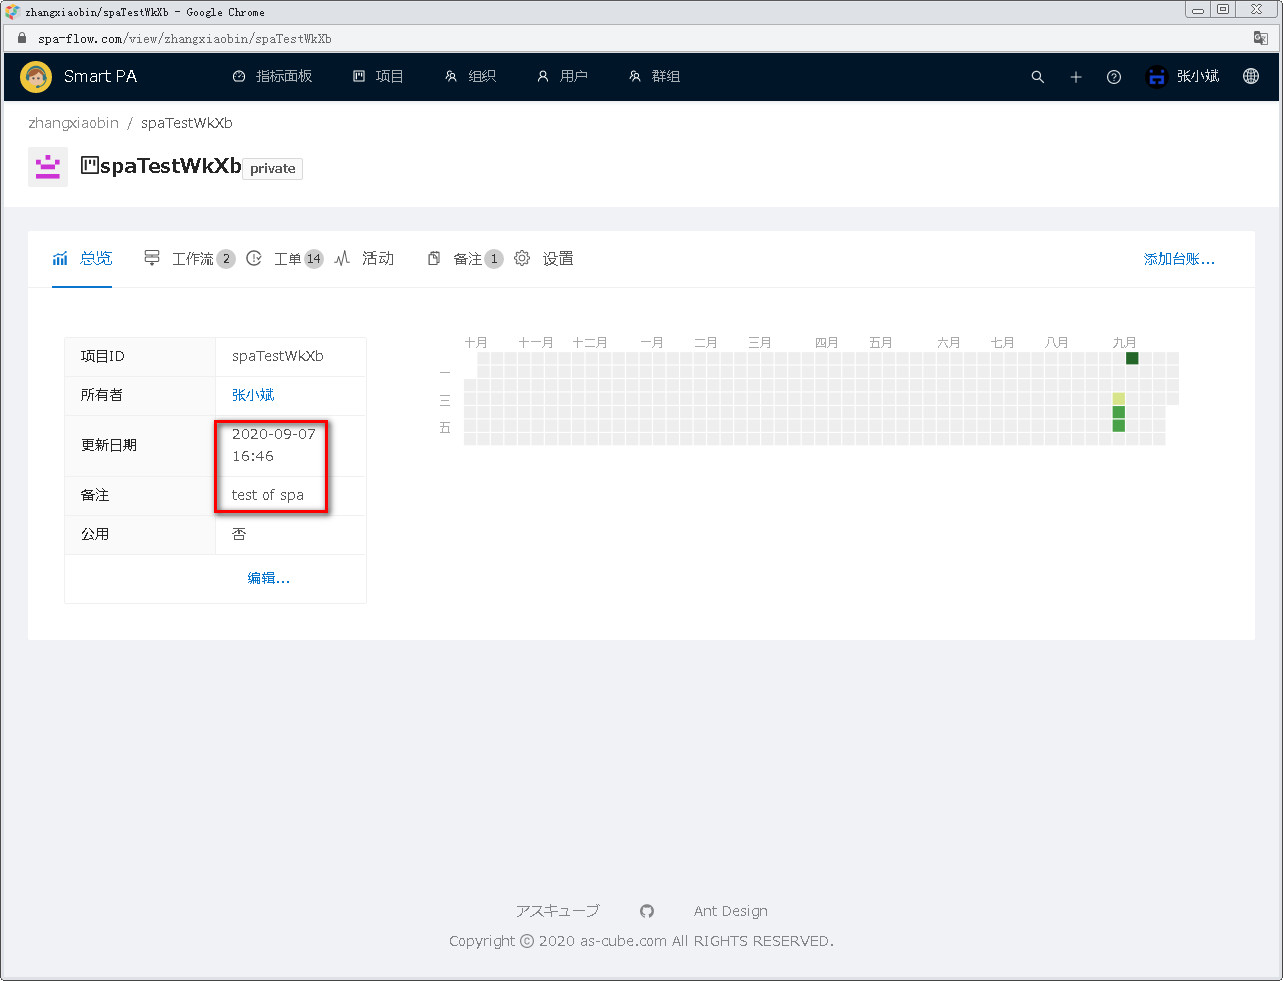 zhangxiaobin/spaTestWkXb - Google Chrome
spa-flow.com/view/zhangxiaobin/spaTestWkXb
Smart PA 指标面板 项目 组织 用户 群组 张小斌
zhangxiaobin / spaTestWkXb
spaTestWkXb private
总览 工作流 2 工单 14 活动 备注 1 设置 添加台账...
十月 十一月 十二月 一月 二月 三月 四月 五月 六月 七月 八月 九月
一
三
五
项目ID spaTestWkXb
所有者 张小斌
更新日期 2020-09-07
16:46
备注 test of spa
公用 否
编辑...
アスキューブ Ant Design
Copyright © 2020 as-cube.com All RIGHTS RESERVED.